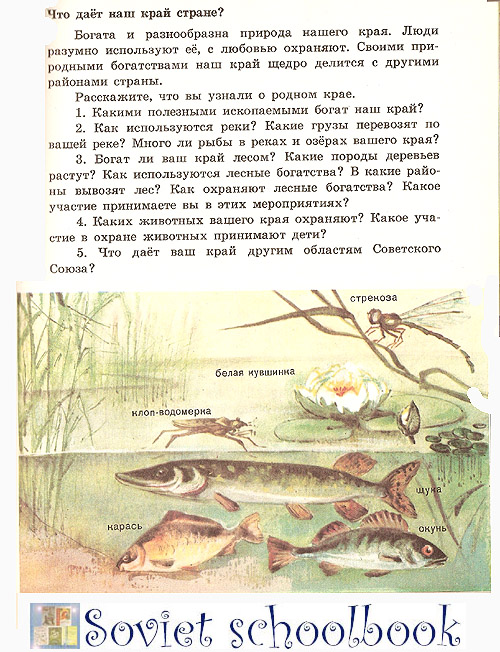 Что даёт наш край стране?
Богата и разнообразна природа нашего края. Люди
разумно используют её, с любовью охраняют. Своими при-
родными богатствами наш край щедро делится с другими
районами страны.
Расскажите, что вы узнали о родном крае.
1. Какими полезными ископаемыми богат наш край?
2. Как используются реки? Какие грузы перевозят по
вашей реке? Много ли рыбы в реках и озёрах вашего края?
3. Богат ли ваш край лесом? Какие породы деревьев
растут? Как используются лесные богатства? В какие райо-
ны вывозят лес? Как охраняют лесные богатства? Какое
участие принимаете вы в этих мероприятиях?
4. Каких животных вашего края охраняют? Какое уча-
стие в охране животных принимают дети?
5. Что даёт ваш край другим областям Советского
Союза?
стрекоза
белая кувшинка
клоп-водомерка
щука
карась
окунь
Soviet schoolbook